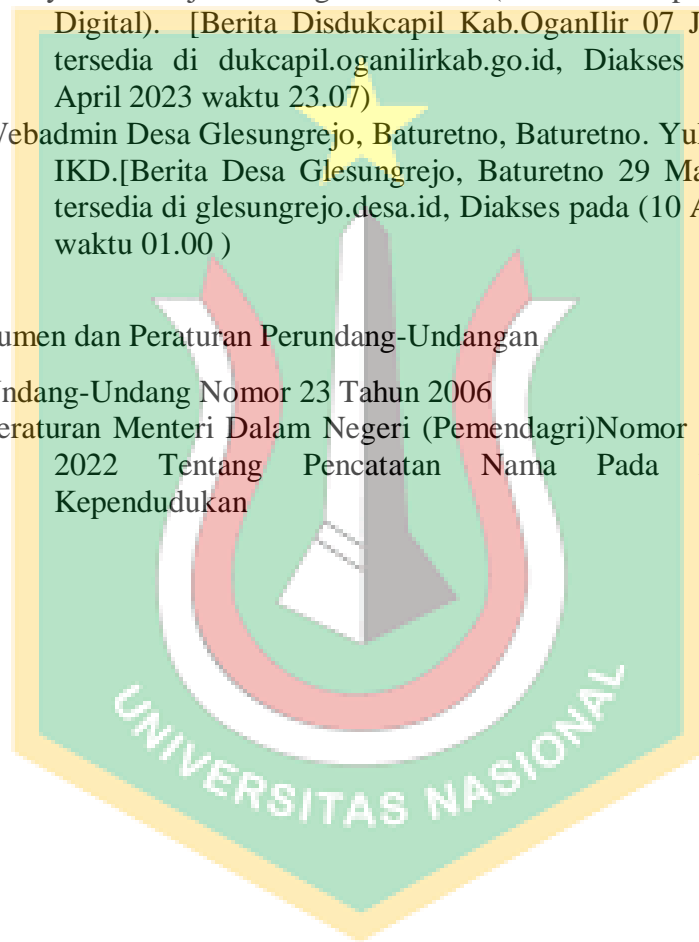 Digital). [Berita Disdukcapil Kab.OganIlir 07 J
tersedia di dukcapil.oganilirkab.go.id, Diakses
April 2023 waktu 23.07)
Webadmin Desa Glesungrejo, Baturetno, Baturetno. Yu
IKD.[Berita Desa Glesungrejo, Baturetno 29 Ma
tersedia di glesungrejo.desa.id, Diakses pada (10 A
waktu 01.00 )
umen dan Peraturan Perundang-Undangan
ndang-Undang Nomor 23 Tahun 2006
eraturan Menteri Dalam Negeri (Pemendagri)Nomor
2022 Tentang Pencatatan Nama Pada
Kependudukan
UNIVERSITAS NASIONAL